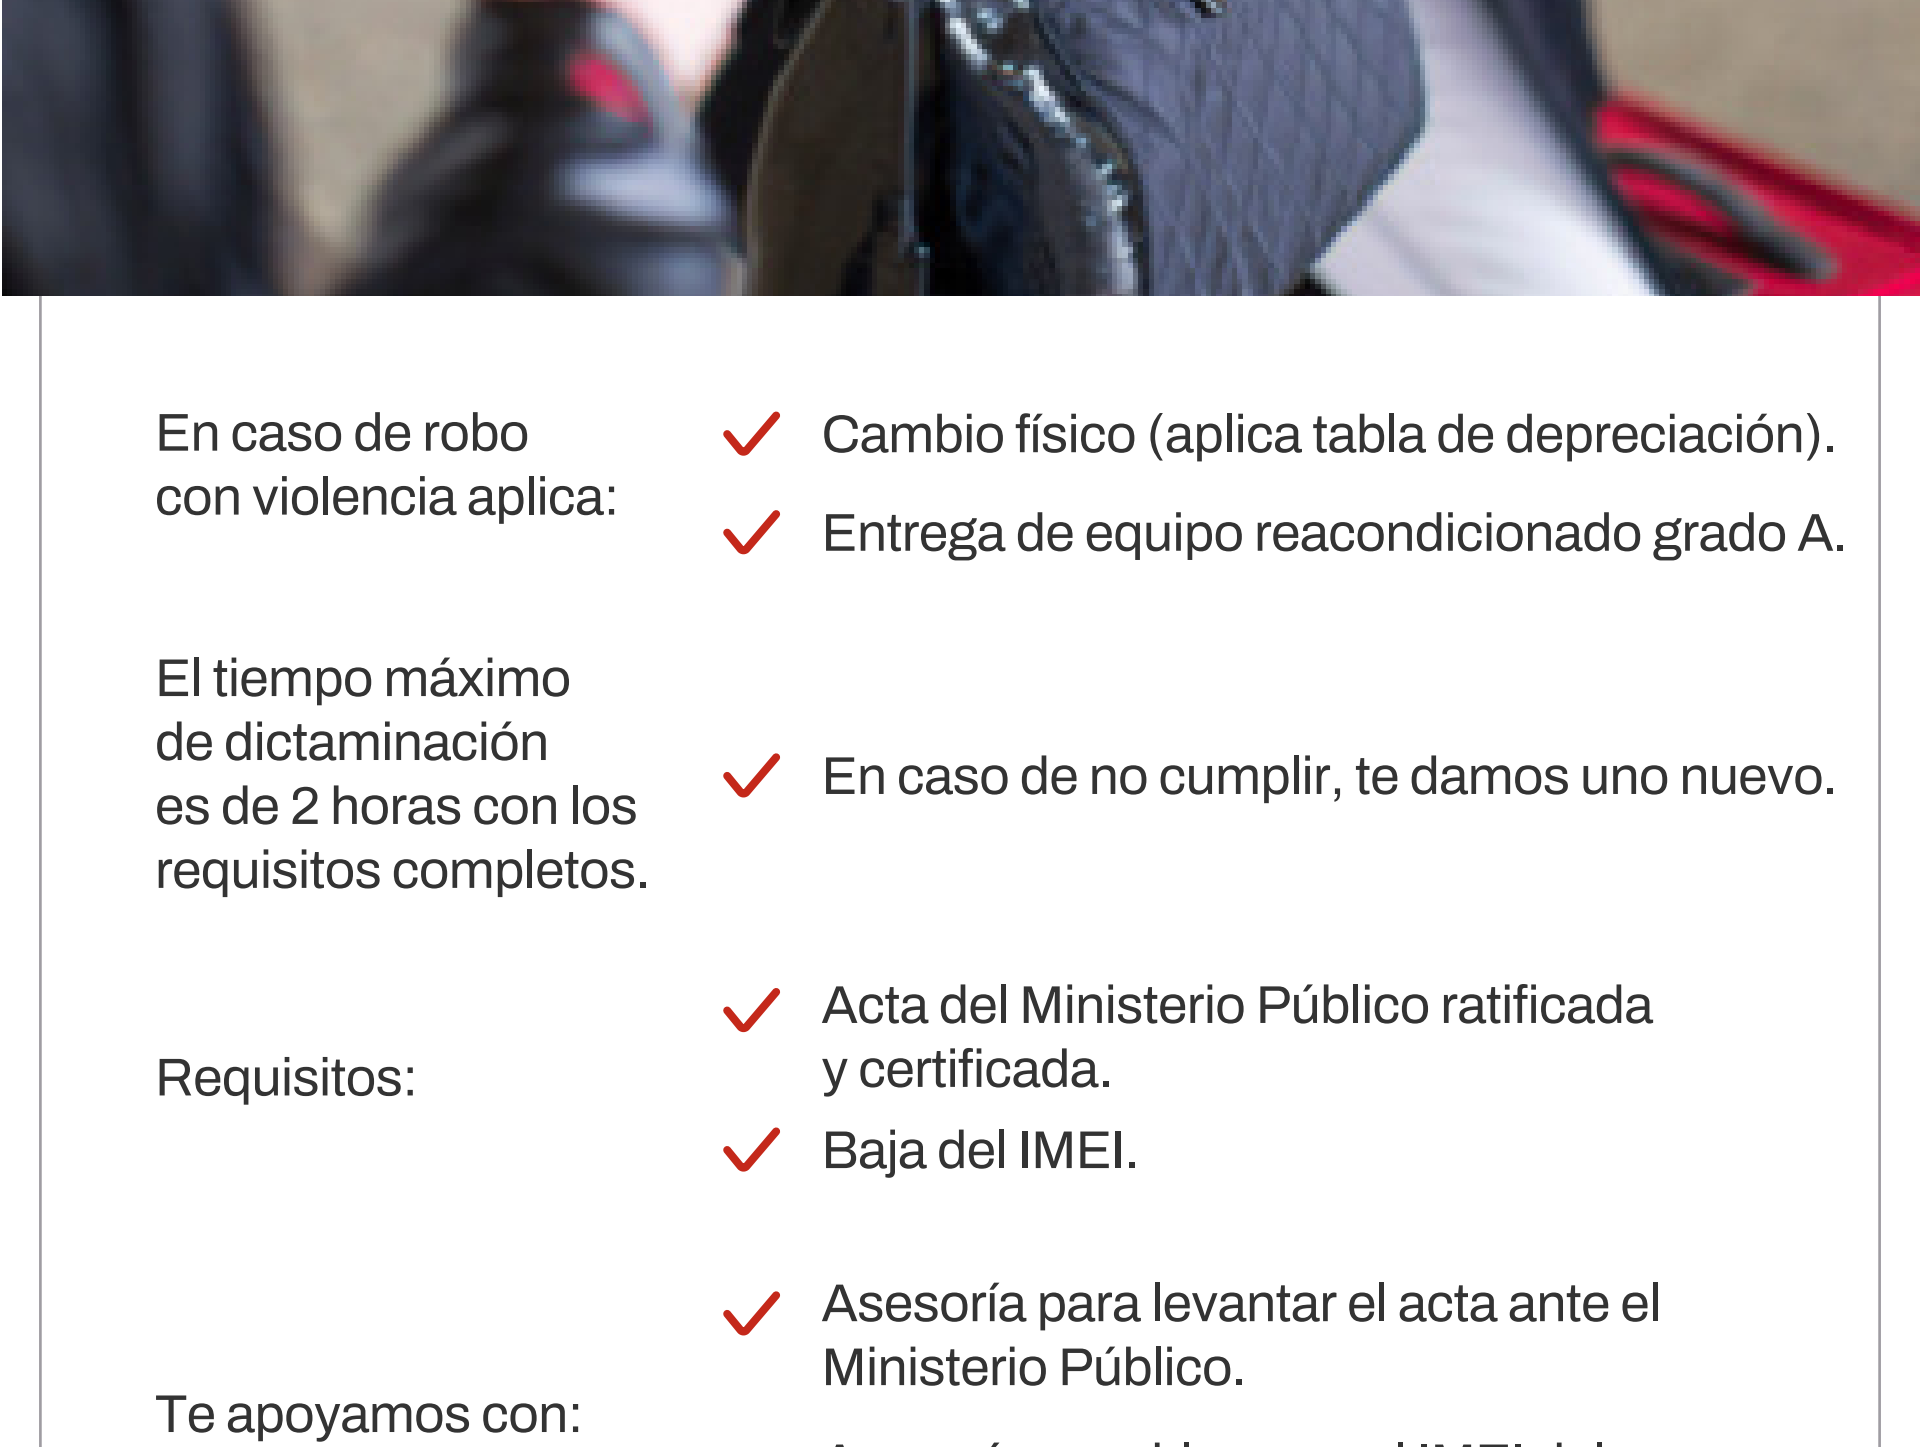 En caso de robo
con violencia aplica:
Cambio físico (aplica tabla de depreciación).
Entrega de equipo reacondicionado grado A.
El tiempo máximo
de dictaminación
es de 2 horas con los
requisitos completos.
En caso de no cumplir, te damos uno nuevo.
Requisitos:
Acta del Ministerio Público ratificada
y certificada.
Baja del IMEI.
Te apoyamos con:
Asesoría para levantar el acta ante el
Ministerio Público.